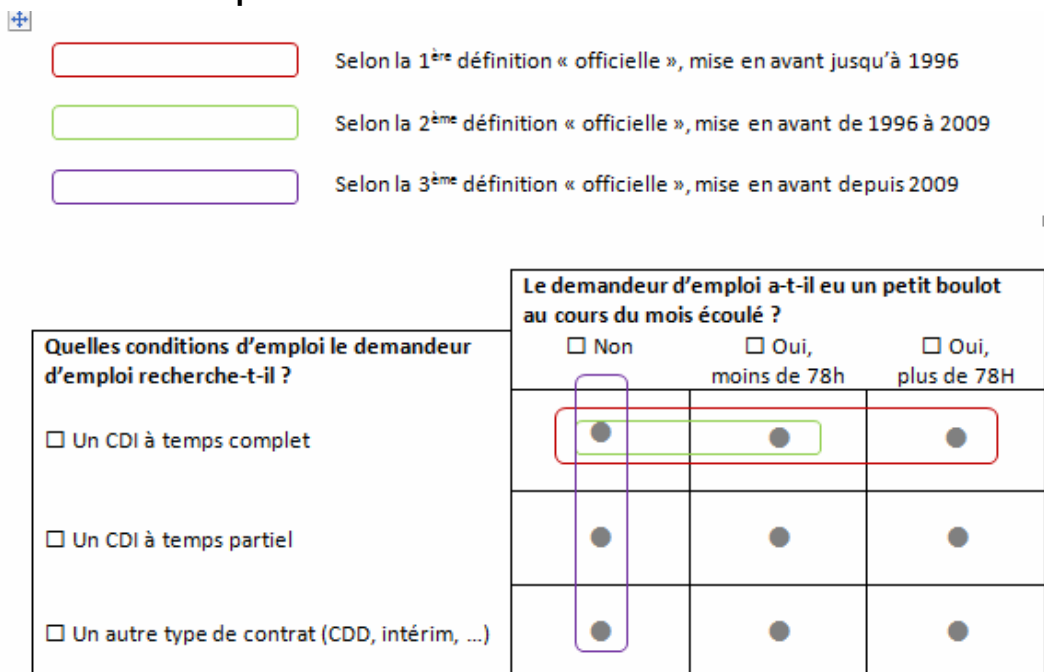 Selon la 1ère définition « officielle », mise en avant jusqu'à 1996
Selon la 2ème définition « officielle », mise en avant de 1996 à 2009
Selon la 3ème définition « officielle », mise en avant depuis 2009
Le demandeur d'emploi a-t-il eu un petit boulot
au cours du mois écoulé ?
Quelles conditions d'emploi le demandeur
d'emploi recherche-t-il ?
☐ Non
☐ Oui,
moins de 78h
☐ Oui,
plus de 78H
☐ Un CDI à temps complet
☐ Un CDI à temps partiel
☐ Un autre type de contrat (CDD, intérim, ...)